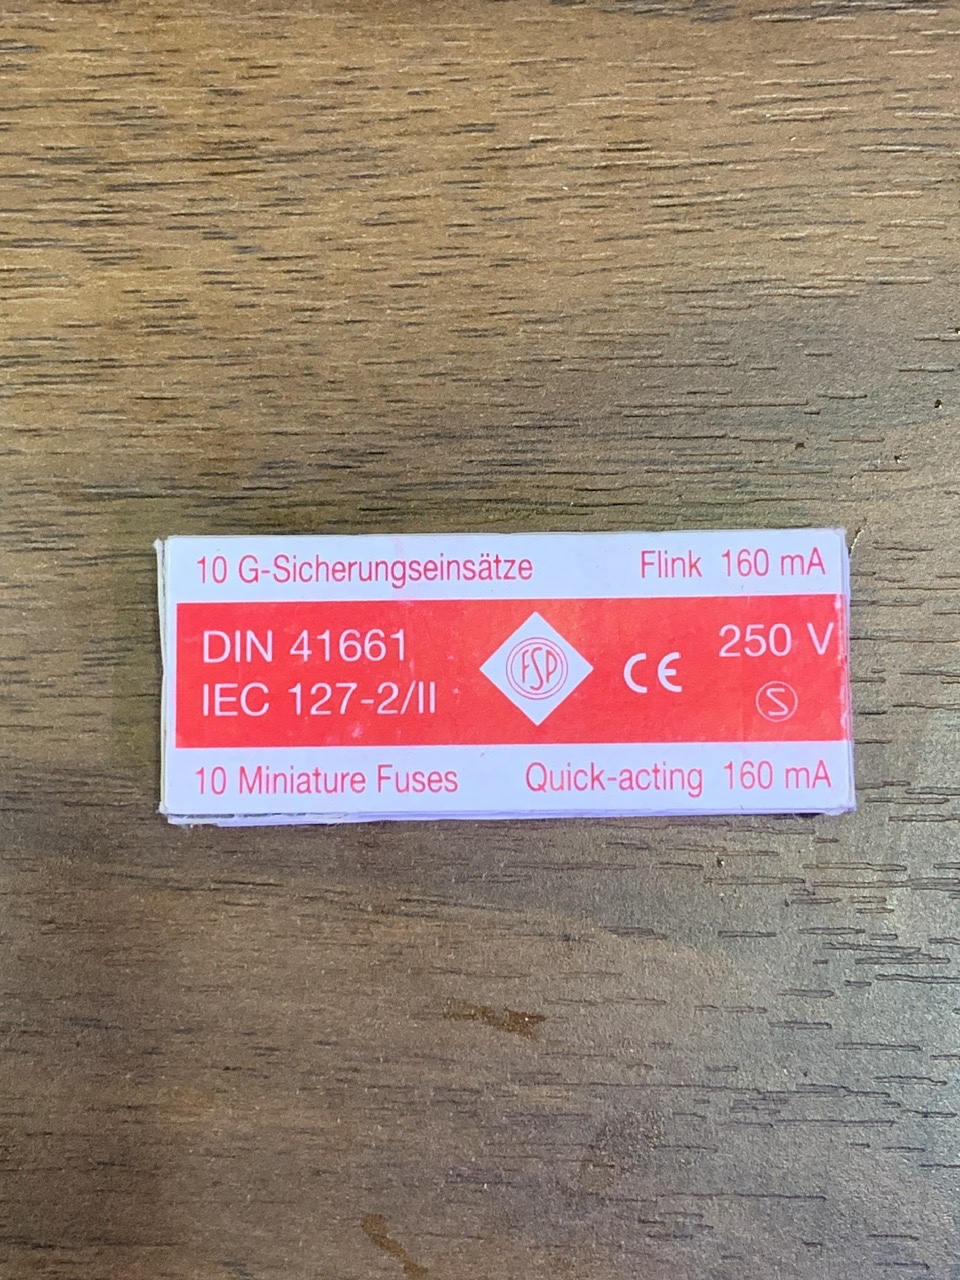 10 G-Sicherungseinsätze Flink 160 mA
DIN 41661 250 V
IEC 127-2/II FSP CE S
10 Miniature Fuses Quick-acting 160 mA